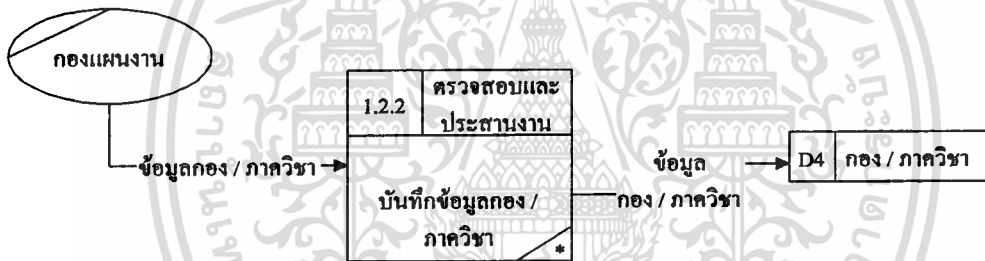 กองแผนงาน
1.2.2
ตรวจสอบและ
ประสานงาน
ข้อมูลกอง / ภาควิชา
บันทึกข้อมูลกอง /
ภาควิชา
*
ข้อมูล
กอง / ภาควิชา
D4 กอง / ภาควิชา